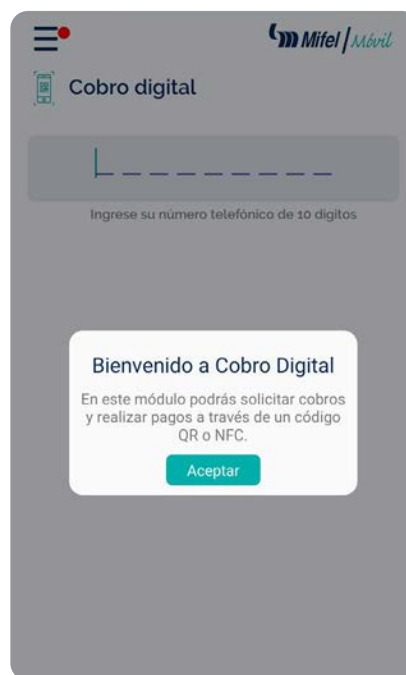 Mifel Móvil
Cobro digital
Ingrese su número telefónico de 10 digitos
Bienvenido a Cobro Digital
En este módulo podrás solicitar cobros
y realizar pagos a través de un código
QR o NFC.
Aceptar